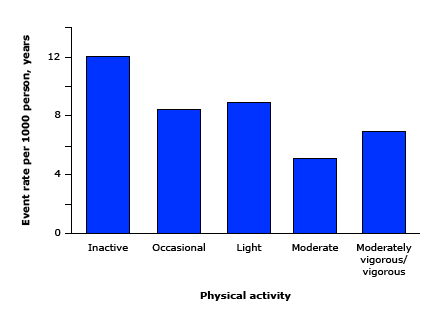 Event rate per 1000 person, years
12
8
4
0
Inactive
Occasional
Light
Moderate
Moderately
vigorous/
vigorous
Physical activity